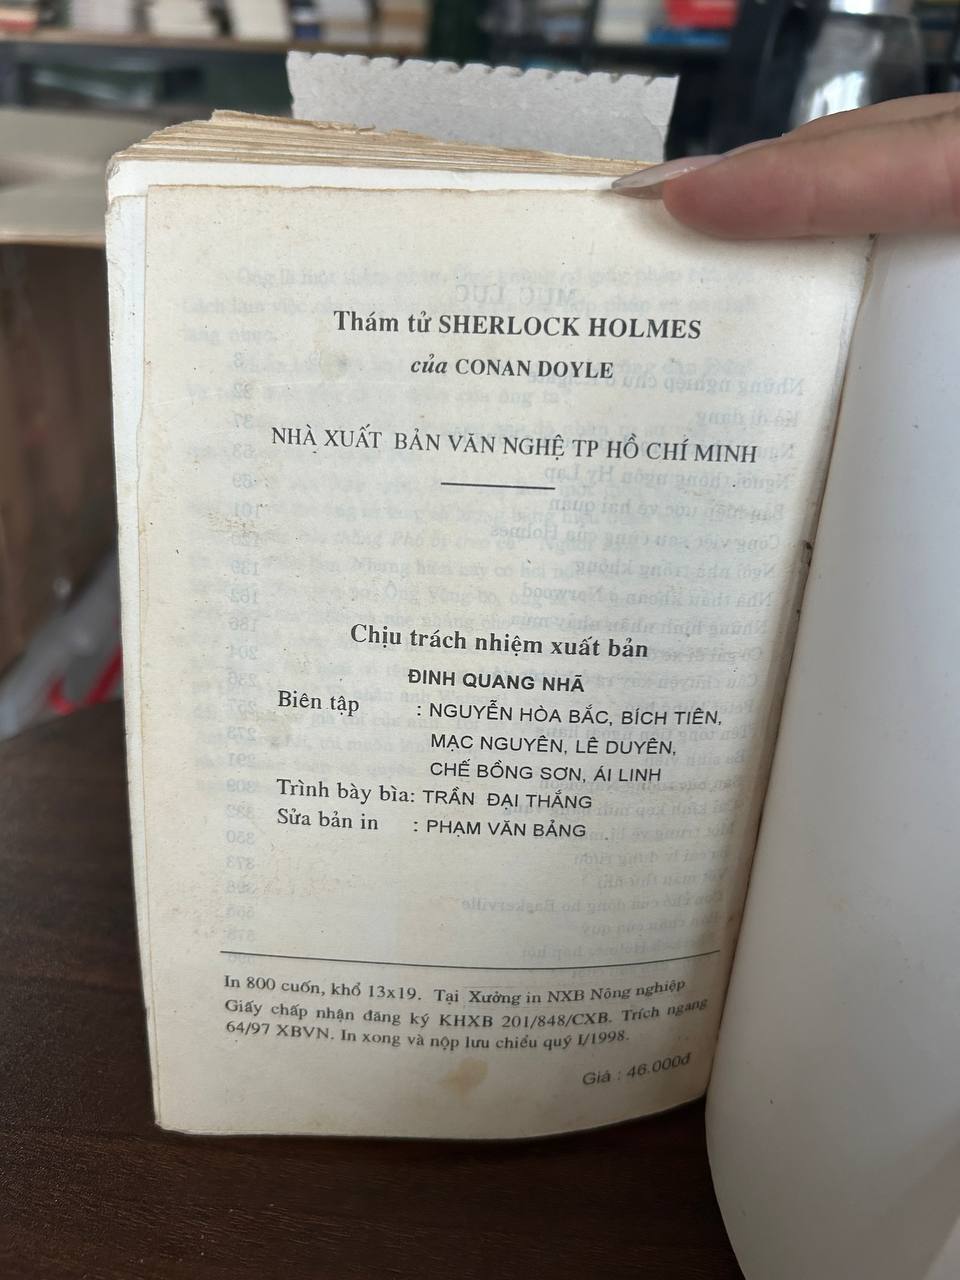 Thám tử SHERLOCK HOLMES
của CONAN DOYLE
NHÀ XUẤT BẢN VĂN NGHỆ TP HỒ CHÍ MINH
Chịu trách nhiệm xuất bản
ĐINH QUANG NHÃ
Biên tập : NGUYỄN HÒA BẮC, BÍCH TIÊN,
MẠC NGUYÊN, LÊ DUYÊN,
CHẾ BỒNG SƠN, ÁI LINH
Trình bày bìa: TRẦN ĐẠI THẮNG
Sửa bản in : PHẠM VĂN BẢNG
In 800 cuốn, khổ 13x19. Tại Xưởng in NXB Nông nghiệp
Giấy chấp nhận đăng ký KHXB 201/848/CXB. Trích ngang
64/97 XBVN. In xong và nộp lưu chiểu quý I/1998.
Giá : 46.000đ